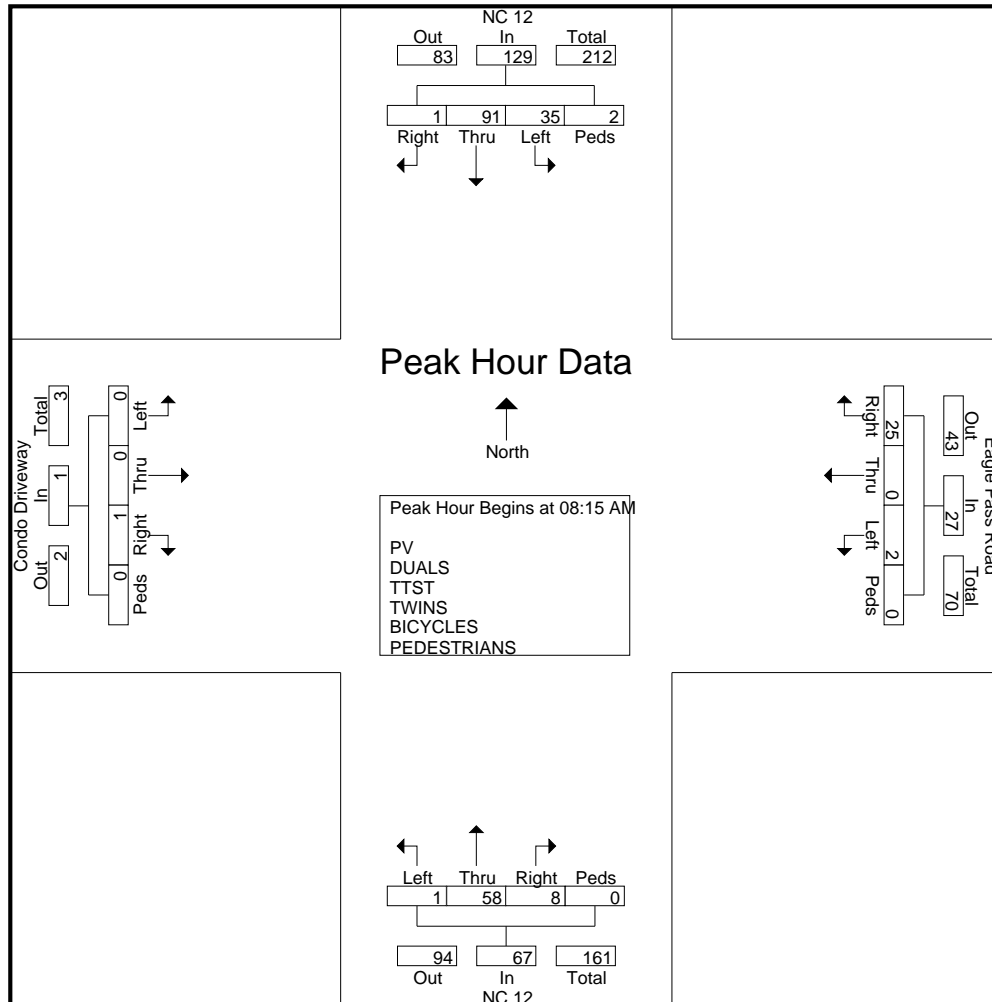 NC 12
Out In Total
83 129 212
1 91 35 2
Right Thru Left Peds
Peak Hour Data
North
Peak Hour Begins at 08:15 AM
PV
DUALS
TTST
TWINS
BICYCLES
PEDESTRIANS
Condo Driveway
Out In Total
2 1 3
Left Thru Right Peds
0 0 1 0
Eagle Pass Road
Out In Total
43 27 70
25 0 2 0
Right Thru Left Peds
Left Thru Right Peds
1 58 8 0
94 67 161
Out In Total
NC 12